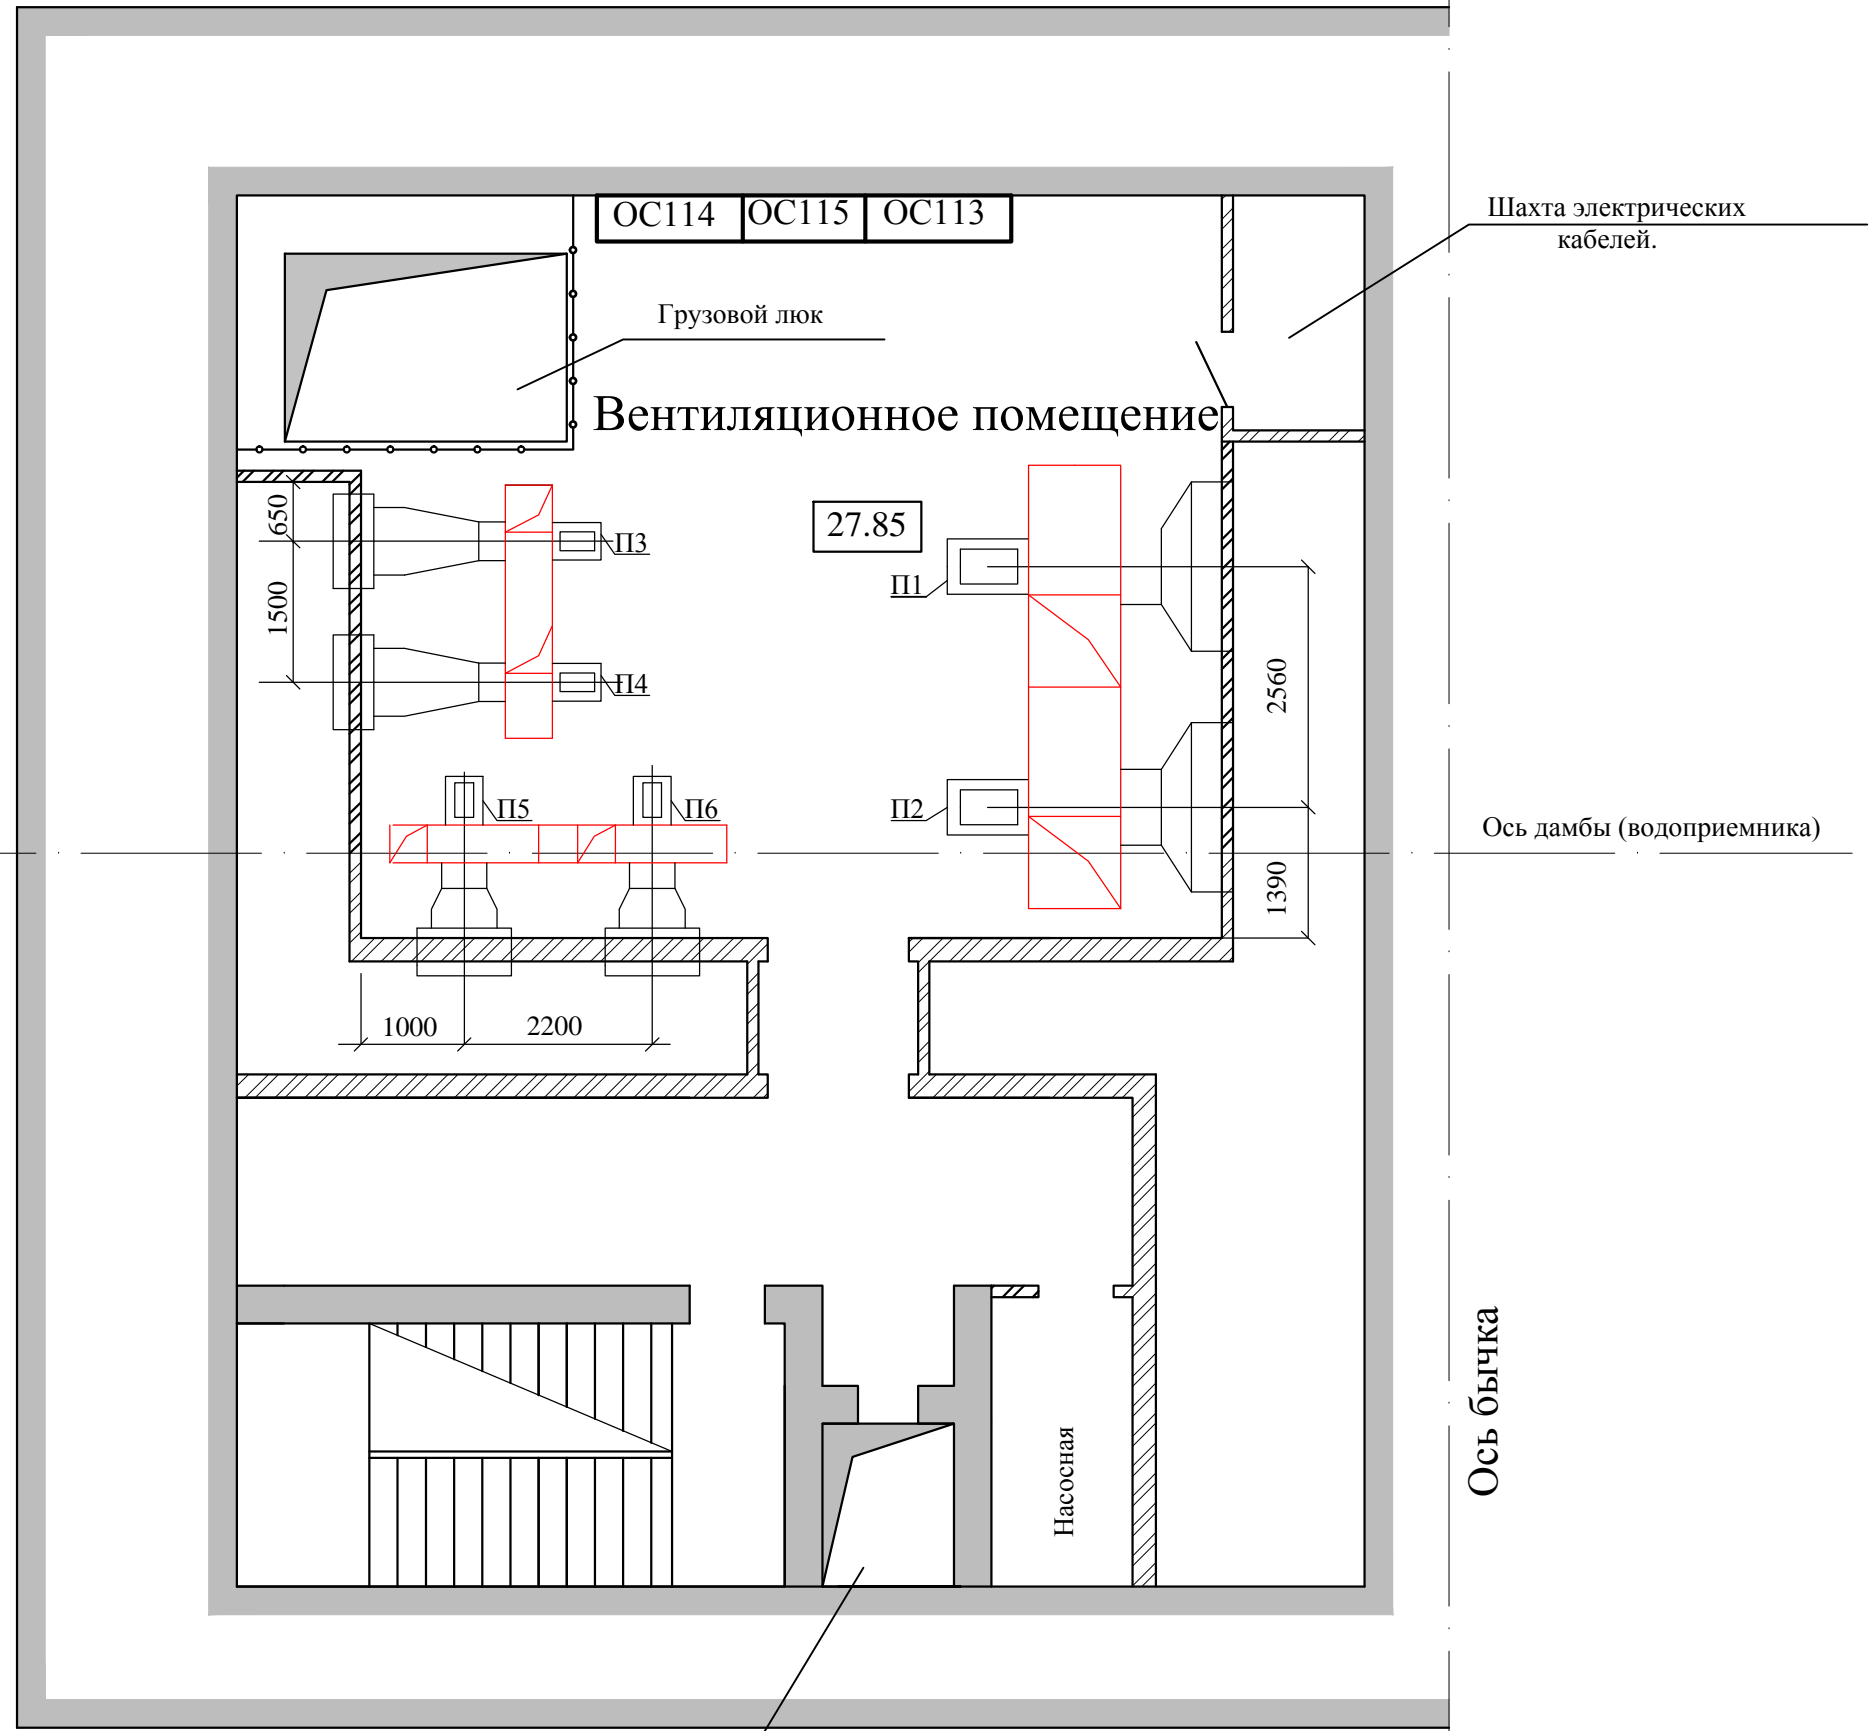 ОС114 ОС115 ОС113
Шахта электрических
кабелей.
Грузовой люк
Вентиляционное помещение
650
1500
П3
П4
27.85
П1
П2
2560
1390
П5
П6
Ось дамбы (водоприемника)
1000
2200
Насосная
Ось бычка